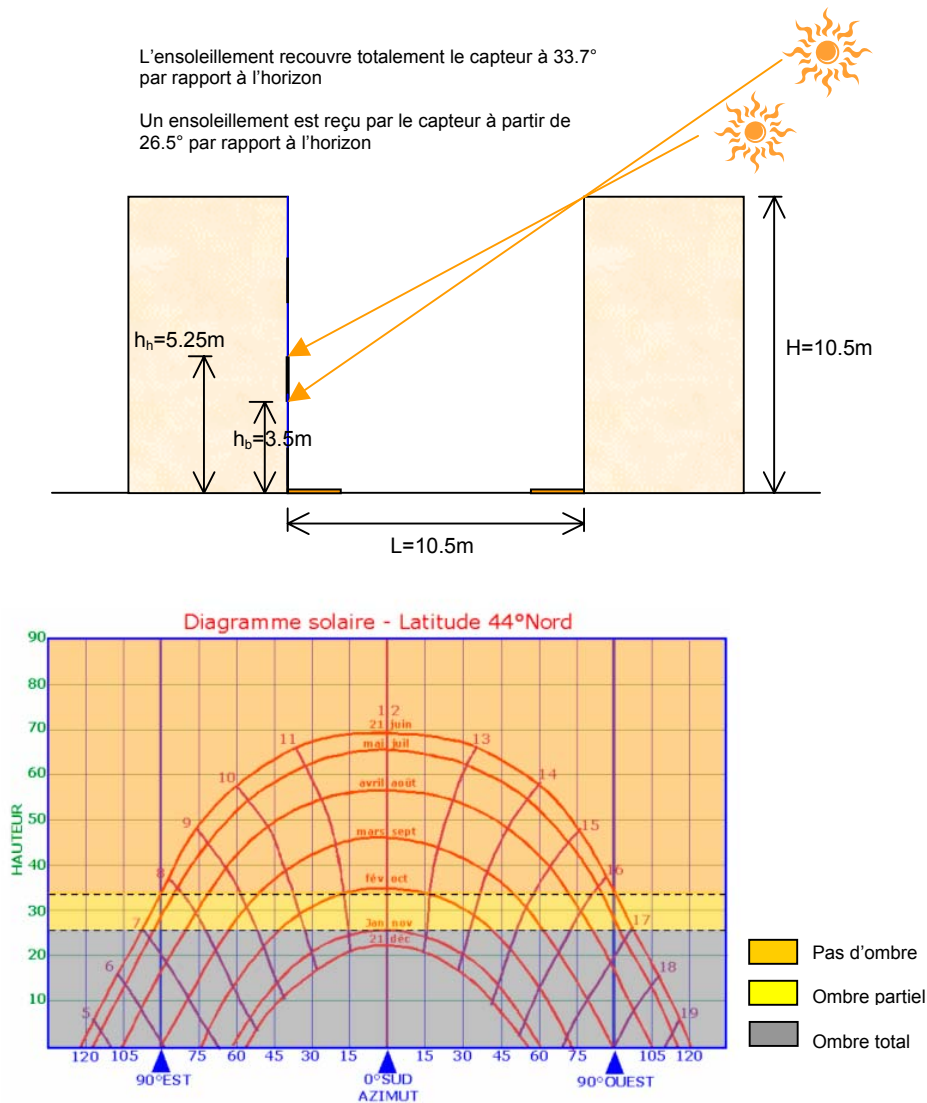 L'ensoleillement recouvre totalement le capteur à 33.7°
par rapport à l'horizon
Un ensoleillement est reçu par le capteur à partir de
26.5° par rapport à l'horizon
hh=5.25m
hb=3.5m
H=10.5m
L=10.5m
Diagramme solaire - Latitude 44°Nord
HAUTEUR
90
80
70
60
50
40
30
20
10
12
21 juin
mai juil
avril août
mars sept
fév oct
Jan nov
21 déc
5
6
7
8
9
10
11
13
14
15
16
17
18
19
120 105 75 60 45 30 15 15 30 45 60 75 105 120
90°EST 0°SUD 90°OUEST
AZIMUT
Pas d'ombre
Ombre partiel
Ombre total